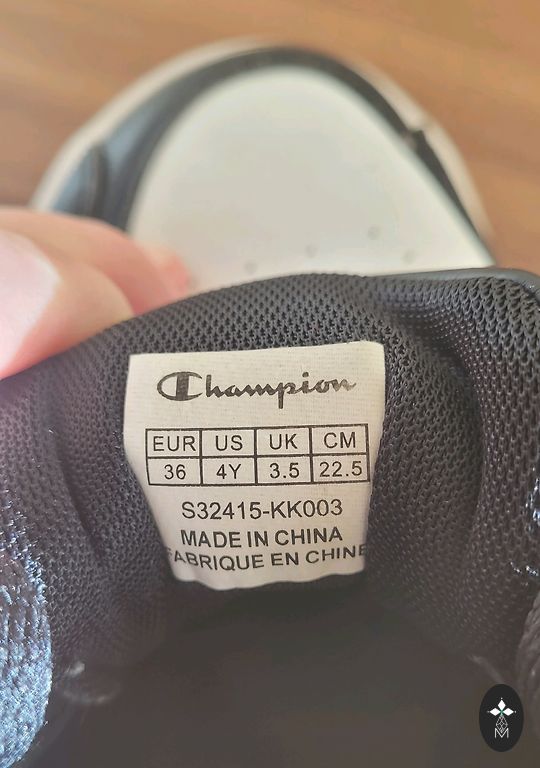 Champion
EUR US UK CM
36 4Y 3.5 22.5
S32415-KK003
MADE IN CHINA
FABRIQUE EN CHINE
M